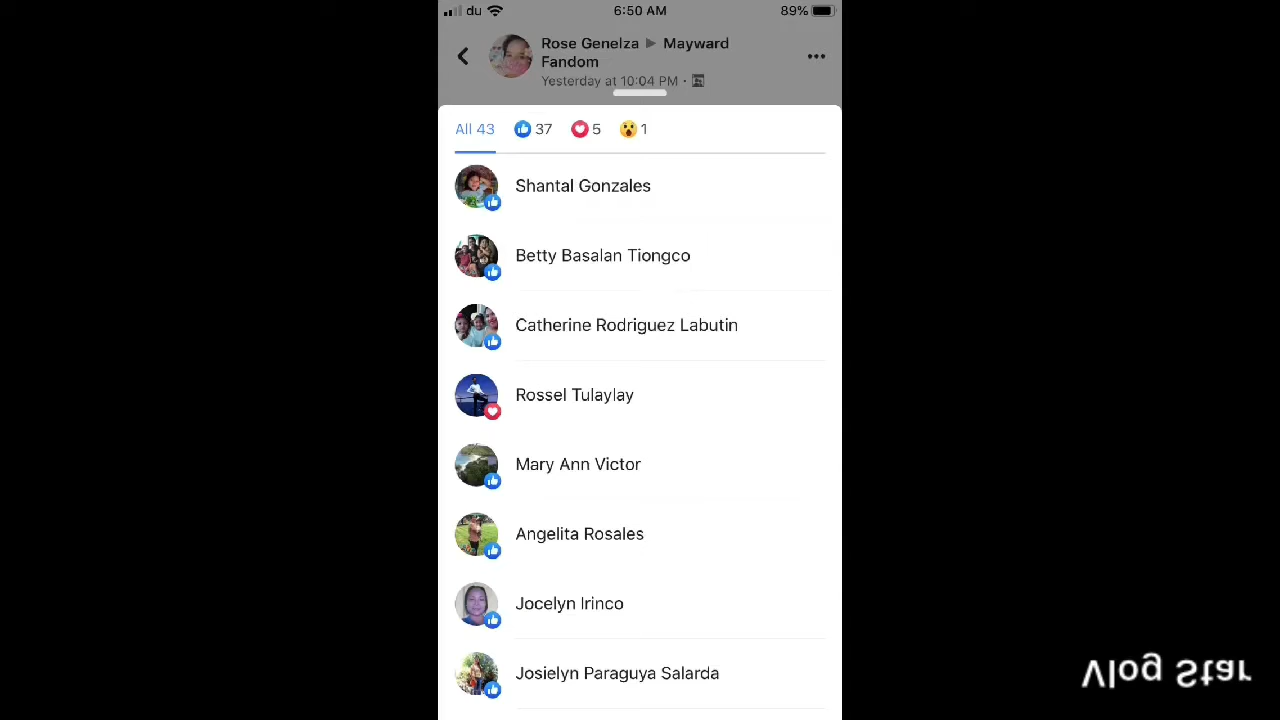 du 6:50 AM 89%
Rose Genelza ▶ Mayward
Fandom
Yesterday at 10:04 PM ·
All 43 37 5 1
Shantal Gonzales
Betty Basalan Tiongco
Catherine Rodriguez Labutin
Rossel Tulaylay
Mary Ann Victor
Angelita Rosales
Jocelyn Irinco
Josielyn Paraguya Salarda
Vlog Star